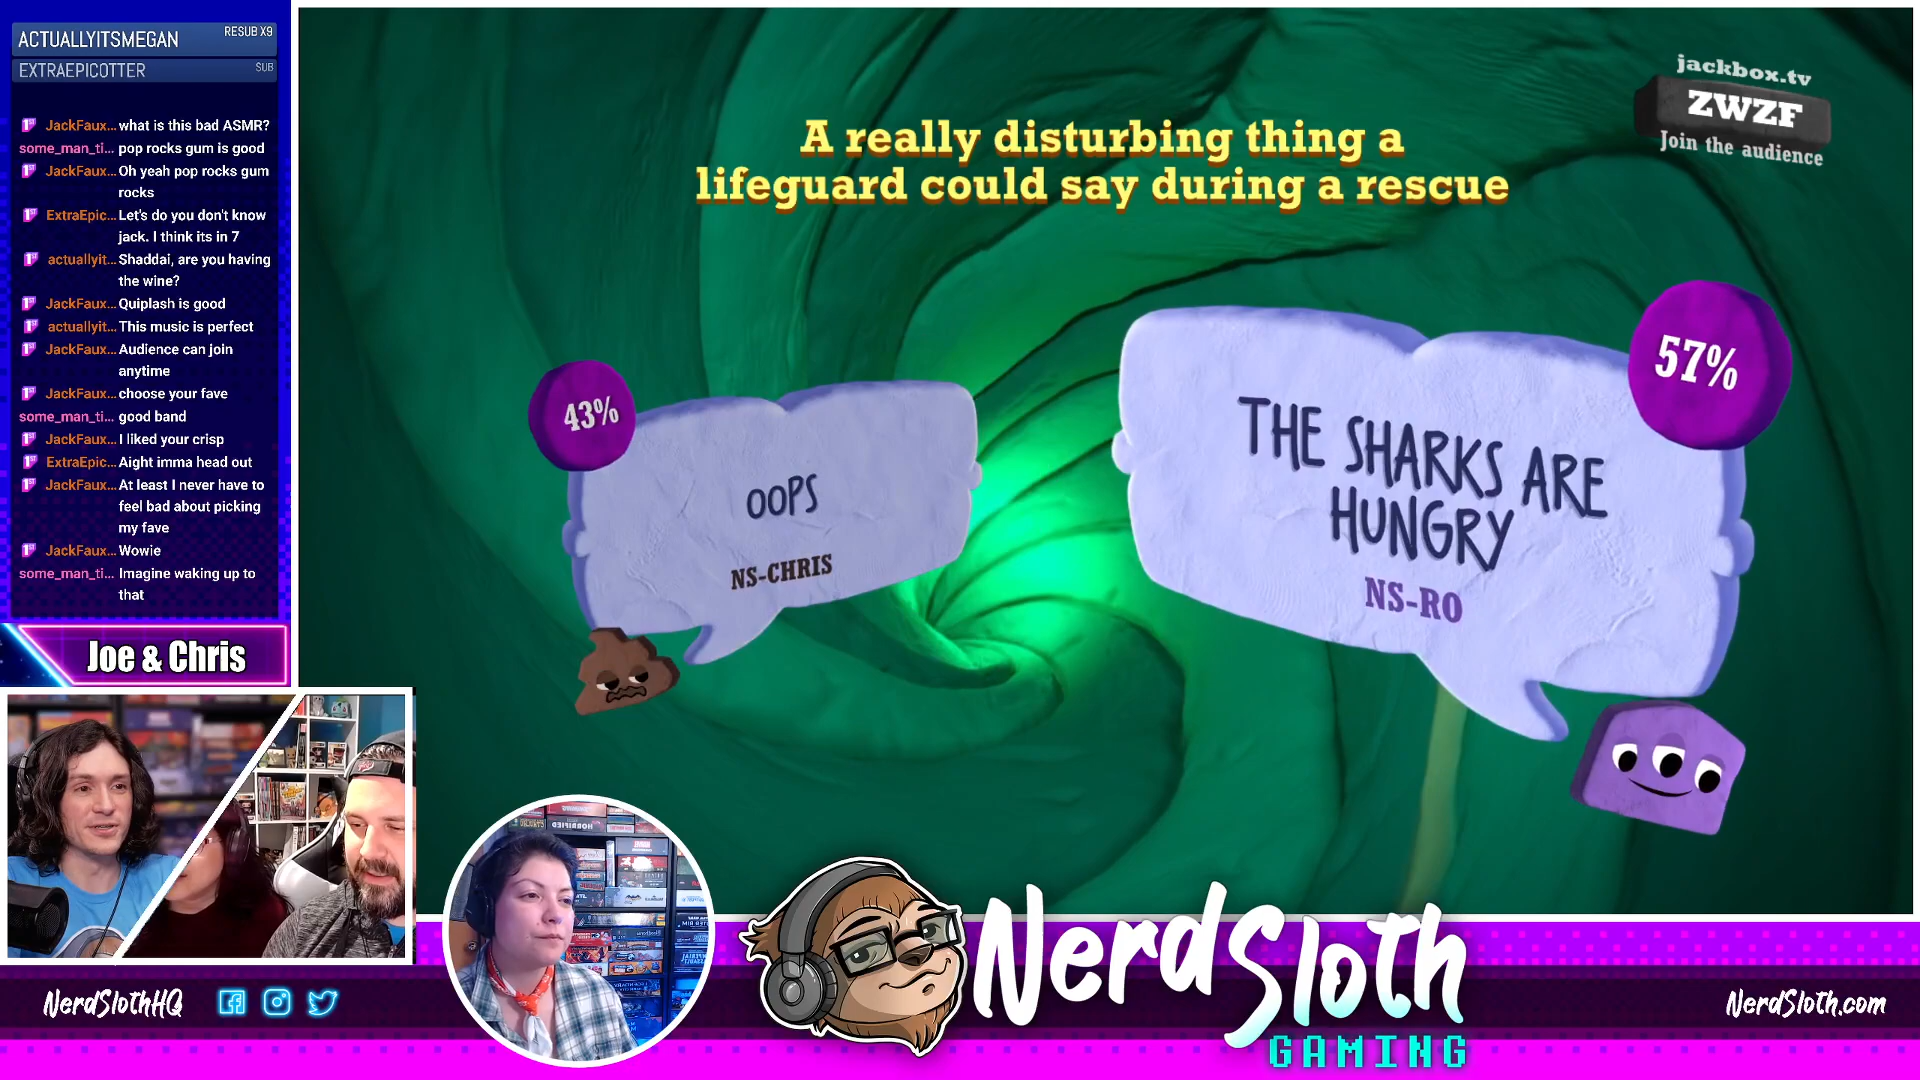 ACTUALLYITSMEGAN RESUB X9
EXTRAEPICOTTER SUB
JackFaux... what is this bad ASMR?
some_man_ti... pop rocks gum is good
JackFaux... Oh yeah pop rocks gum
rocks
ExtraEpic... Let's do you don't know
jack. I think its in 7
actuallyit... Shaddai, are you having
the wine?
JackFaux... Quiplash is good
actuallyit... This music is perfect
JackFaux... Audience can join
anytime
JackFaux... choose your fave
some_man_ti... good band
JackFaux... I liked your crisp
ExtraEpic... Aight imma head out
JackFaux... At least I never have to
feel bad about picking
my fave
JackFaux... Wowie
some_man_ti... Imagine waking up to
that
Joe & Chris
A really disturbing thing a
lifeguard could say during a rescue
jackbox.tv
ZWZF
Join the audience
43%
OOPS
NS-CHRIS
57%
THE SHARKS ARE
HUNGRY
NS-RO
NerdSlothHQ
NerdSloth
GAMING
NerdSloth.com